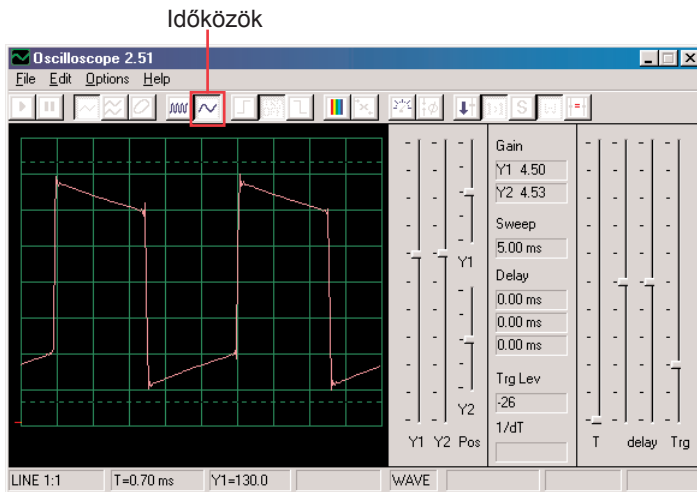 Időközök
Oscilloscope 2.51
File Edit Options Help
1:1 S
Gain
Y1 4.50
Y2 4.53
Sweep
5.00 ms
Delay
0.00 ms
0.00 ms
0.00 ms
Trg Lev
-26
1/dT
Y1
Y2
Y1 Y2 Pos
T delay Trg
LINE 1:1 T=0.70 ms Y1=130.0 WAVE